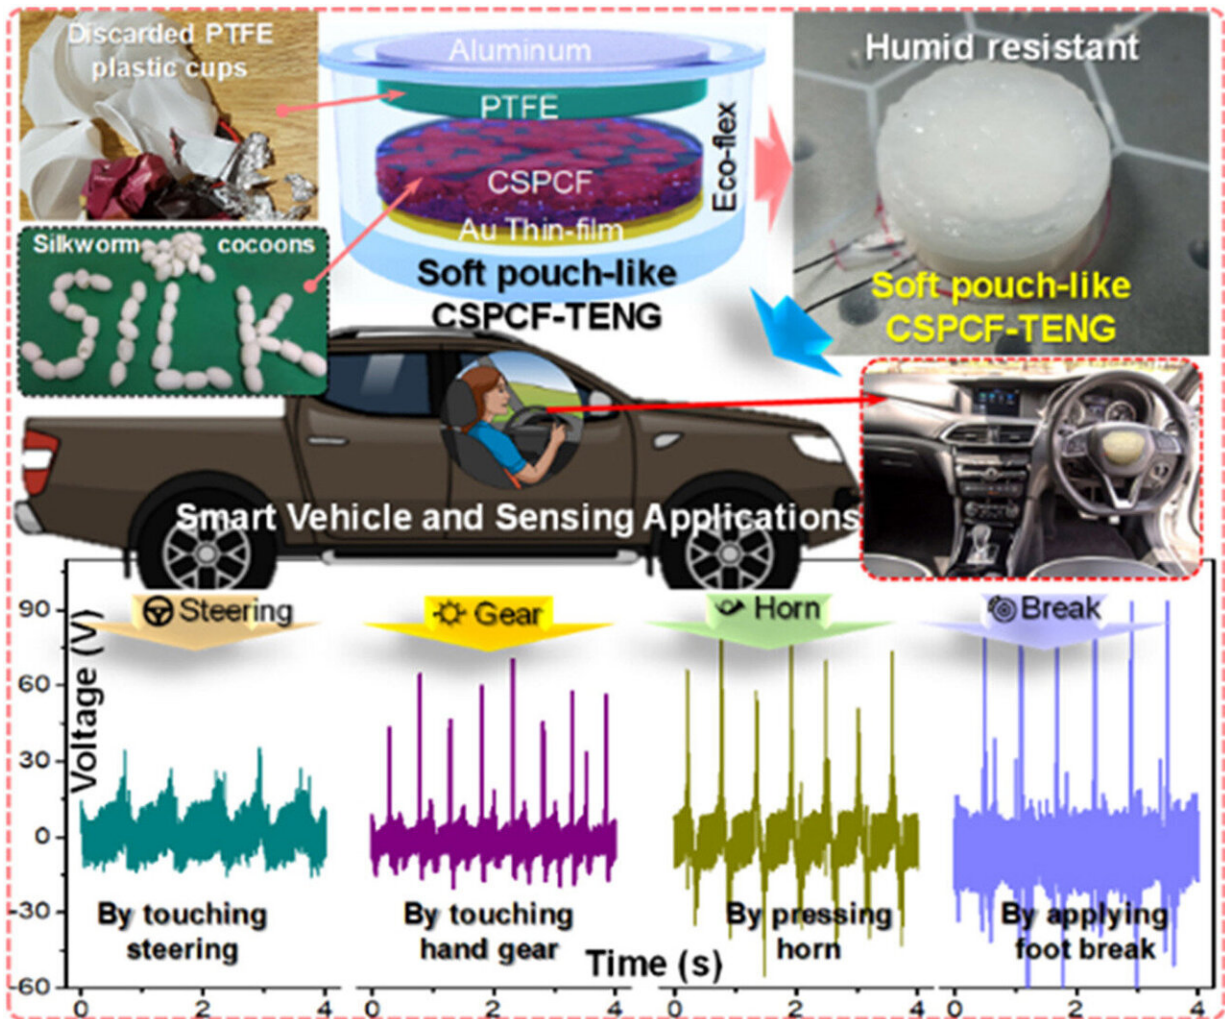 Discarded PTFE
plastic cups
Aluminum
PTFE
CSPCF
Au Thin-film
Eco-flex
Soft pouch-like
CSPCF-TENG
Humid resistant
Soft pouch-like
CSPCF-TENG
Silkworm cocoons
SILK
Smart Vehicle and Sensing Applications
Voltage (V)
90
60
30
0
-30
-60
Steering
Gear
Horn
Break
By touching
steering
By touching
hand gear
By pressing
horn
By applying
foot break
Time (s)
0 2 4
0 2 4
0 2 4
0 2 4